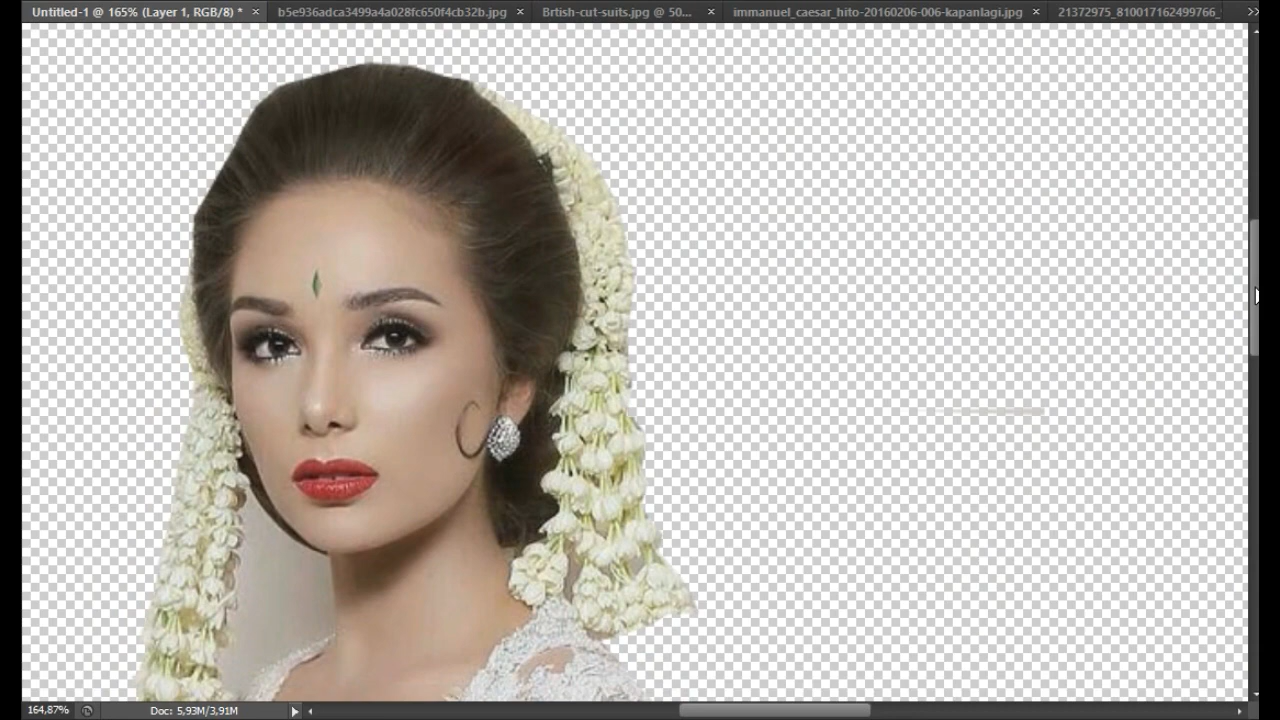 Untitled-1 @ 165% (Layer 1, RGB/8) * × b5e936adca3499a4a028fc650f4cb32b.jpg × Brtish-cut-suits.jpg @ 50... × immanuel_caesar_hito-20160206-006-kapanlagi.jpg × 21372975_810017162499766_
164,87% Doc: 5,93M/3,91M